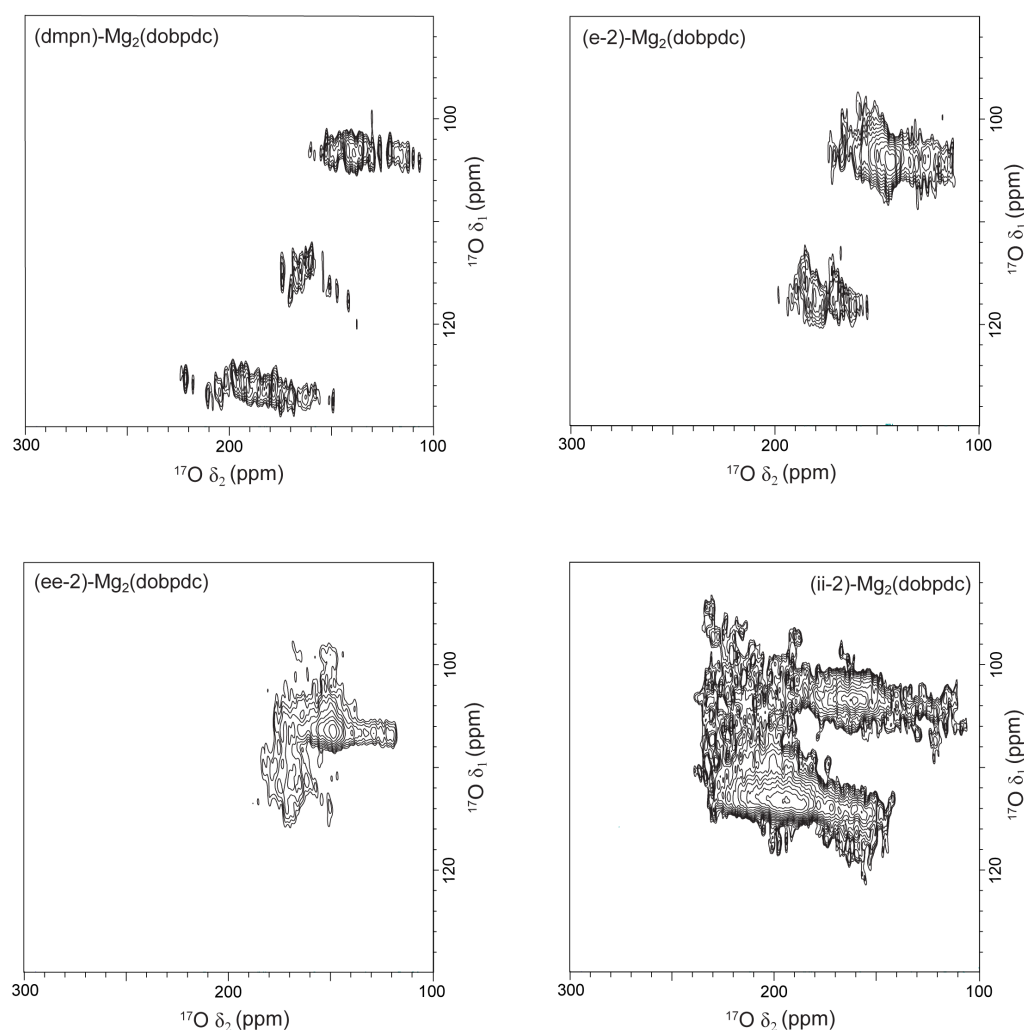 (dmpn)-Mg₂(dobpdc)
100
120
¹⁷O δ₁ (ppm)
300
200
100
¹⁷O δ₂ (ppm)
(e-2)-Mg₂(dobpdc)
100
120
¹⁷O δ₁ (ppm)
300
200
100
¹⁷O δ₂ (ppm)
(ee-2)-Mg₂(dobpdc)
100
120
¹⁷O δ₁ (ppm)
300
200
100
¹⁷O δ₂ (ppm)
(ii-2)-Mg₂(dobpdc)
100
120
¹⁷O δ₁ (ppm)
300
200
100
¹⁷O δ₂ (ppm)